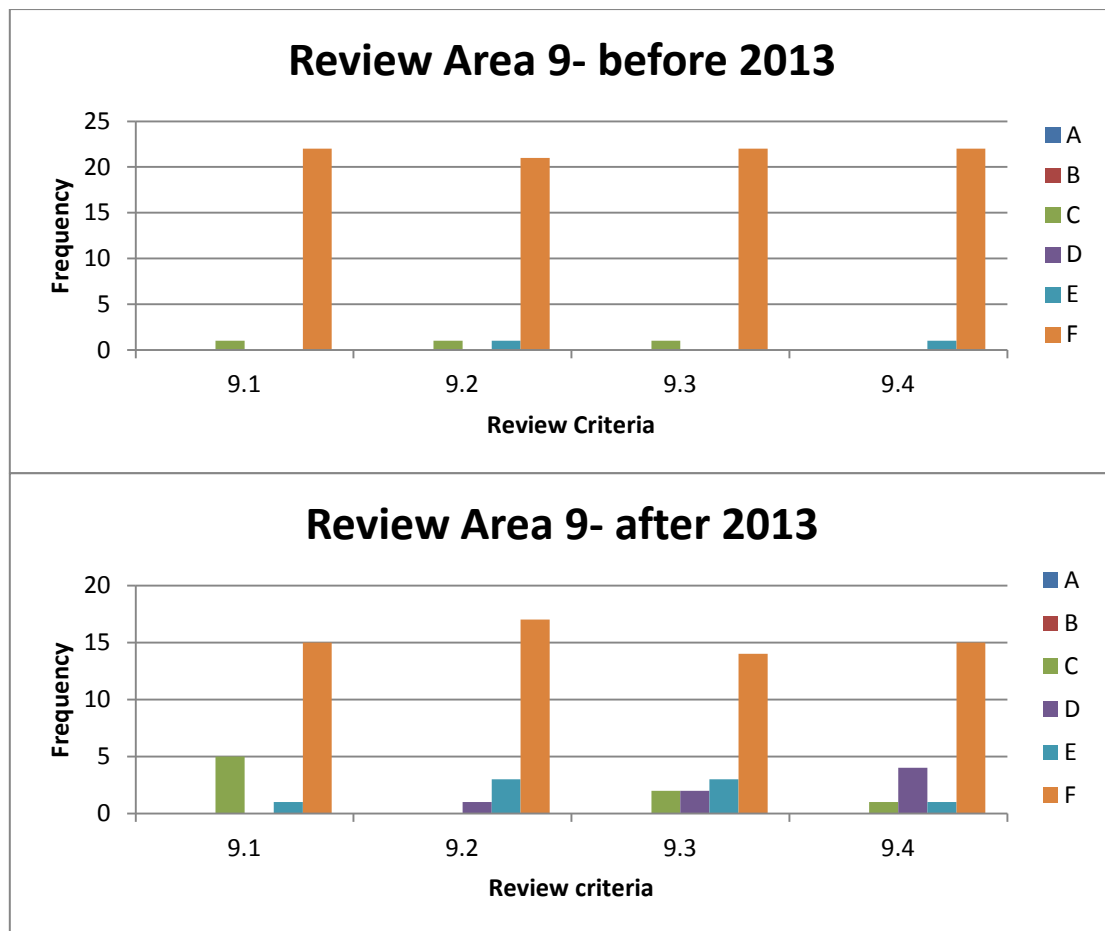 Review Area 9- before 2013
25
20
15
10
5
0
Frequency
9.1 9.2 9.3 9.4
Review Criteria
A
B
C
D
E
F
Review Area 9- after 2013
20
15
10
5
0
Frequency
9.1 9.2 9.3 9.4
Review criteria
A
B
C
D
E
F